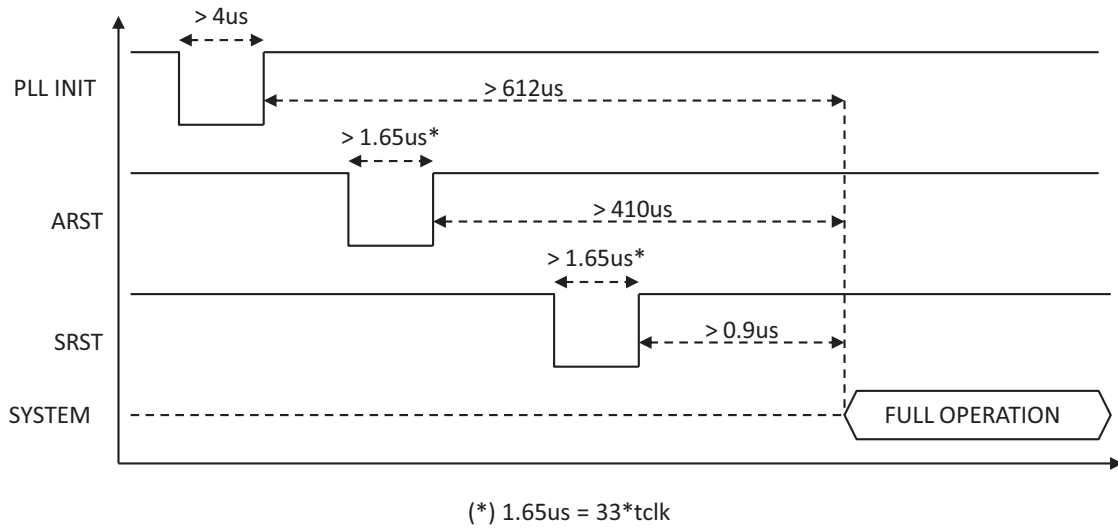 > 4us
PLL INIT
> 612us
> 1.65us*
ARST
> 410us
> 1.65us*
SRST
> 0.9us
SYSTEM
FULL OPERATION
(*) 1.65us = 33*tclk